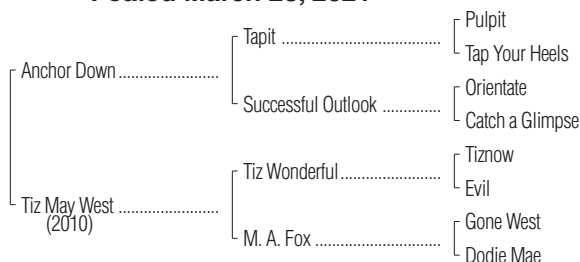 Foaled March 2021
Pulpit
Tapit
Tap Your Heels
Anchor Down
Orientate
Successful Outlook
Catch a Glimpse
Tiznow
Tiz Wonderful
Evil
Tiz May West
(2010)
Gone West
M. A. Fox
Dodie Mae